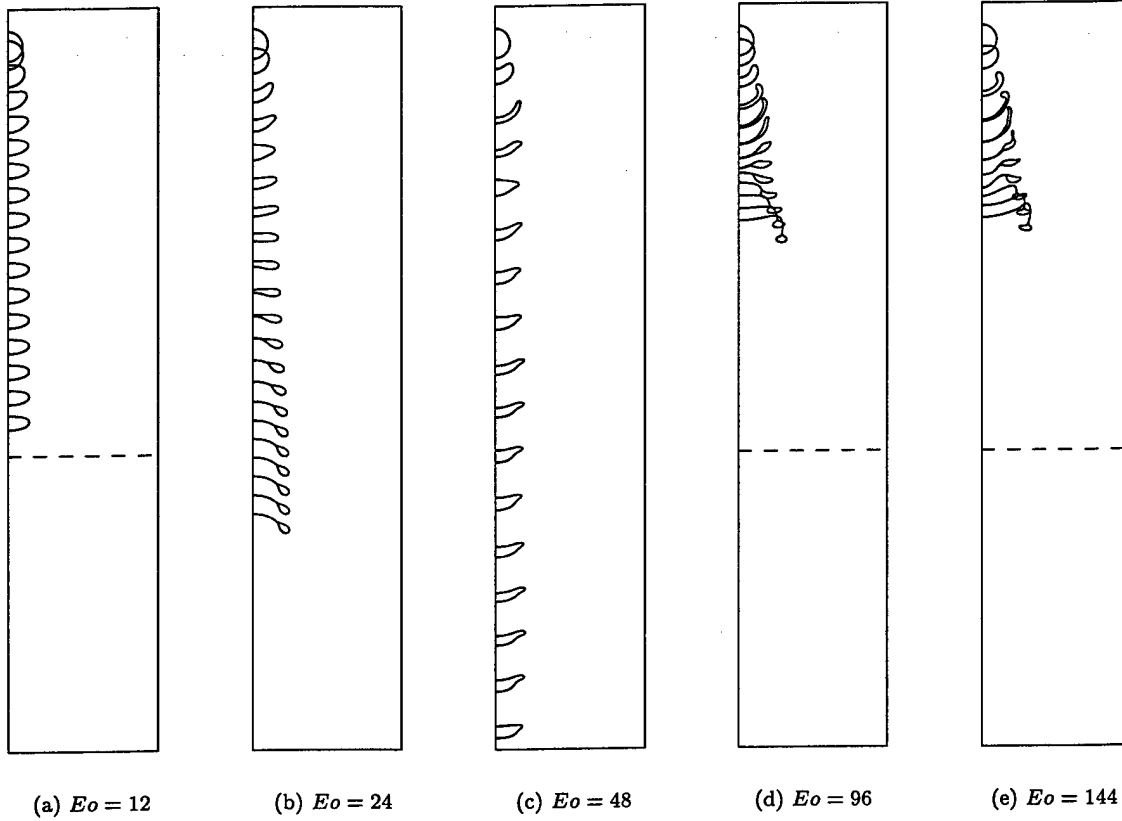 (a) Eo = 12
(b) Eo = 24
(c) Eo = 48
(d) Eo = 96
(e) Eo = 144